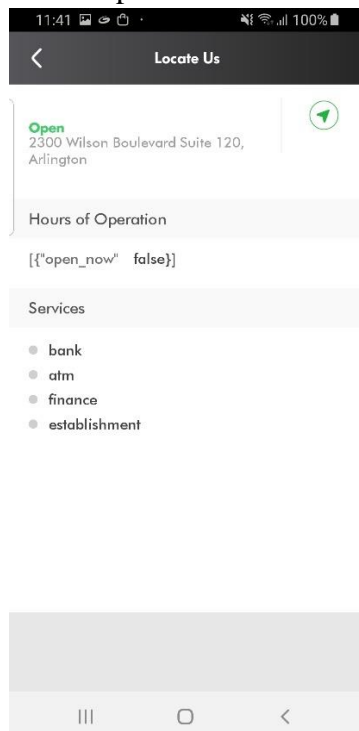 11:41 100%
Locate Us
Open
2300 Wilson Boulevard Suite 120,
Arlington
Hours of Operation
[{"open_now" false}]
Services
bank
atm
finance
establishment